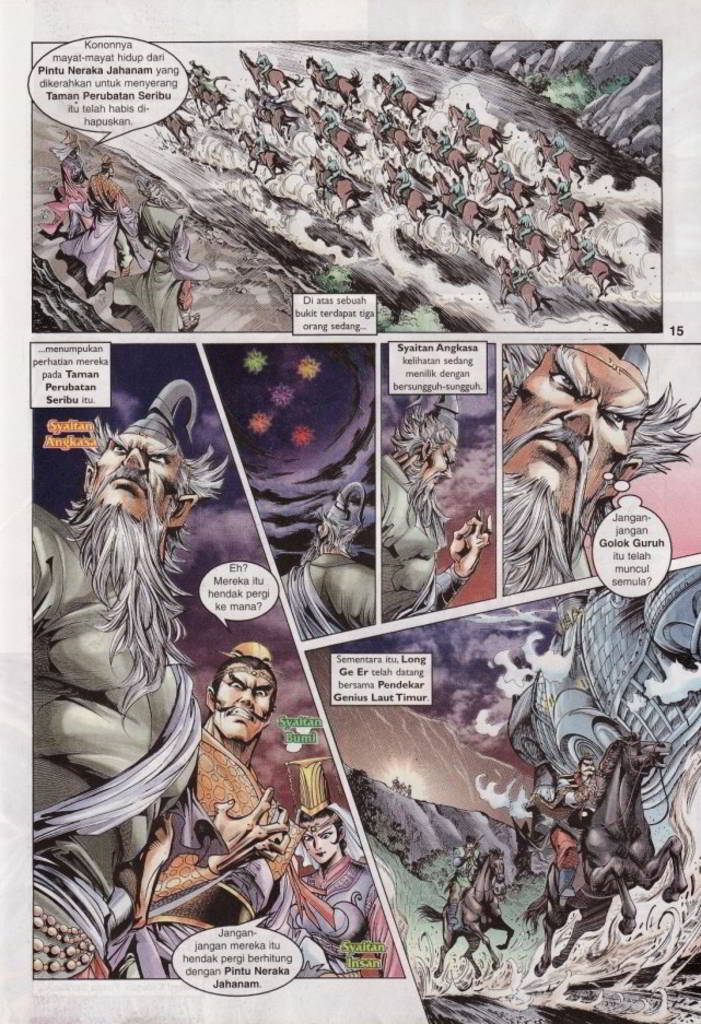 Kononnya
mayat-mayat hidup dari
Pintu Neraka Jahanam yang
dikerahkan untuk menyerang
Taman Perubatan Seribu
itu telah habis di-
hapuskan.
Di atas sebuah
bukit terdapat tiga
orang sedang...
15
...menumpukan
perhatian mereka
pada Taman
Perubatan
Seribu itu.
Syaitan
Angkasa
Eh?
Mereka itu
hendak pergi
ke mana?
Syaitan
Bumi
Jangan-
jangan mereka itu
hendak pergi berhitung
dengan Pintu Neraka
Jahanam.
Syaitan
Insan
Syaitan Angkasa
kelihatan sedang
menilik dengan
bersungguh-sungguh.
Jangan-
jangan
Golok Guruh
itu telah
muncul
semula?
Sementara itu, Long
Ge Er telah datang
bersama Pendekar
Genius Laut Timur.